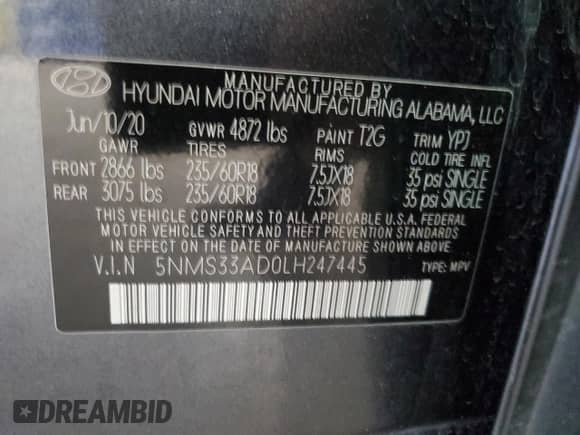 MANUFACTURED BY
HYUNDAI MOTOR MANUFACTURING ALABAMA, LLC
Jun/10/20 GVWR 4872 lbs PAINT T2G TRIM YPJ
GAWR TIRES RIMS COLD TIRE INFL
FRONT 2866 lbs 235/60R18 7.5JX18 35 psi SINGLE
REAR 3075 lbs 235/60R18 7.5JX18 35 psi SINGLE
THIS VEHICLE CONFORMS TO ALL APPLICABLE U.S.A. FEDERAL
MOTOR VEHICLE SAFETY, BUMPER, AND THEFT PREVENTION STANDARDS
IN EFFECT ON THE DATE OF MANUFACTURE SHOWN ABOVE.
V.I.N 5NMS33AD0LH247445 TYPE: MPV
DREAMBID